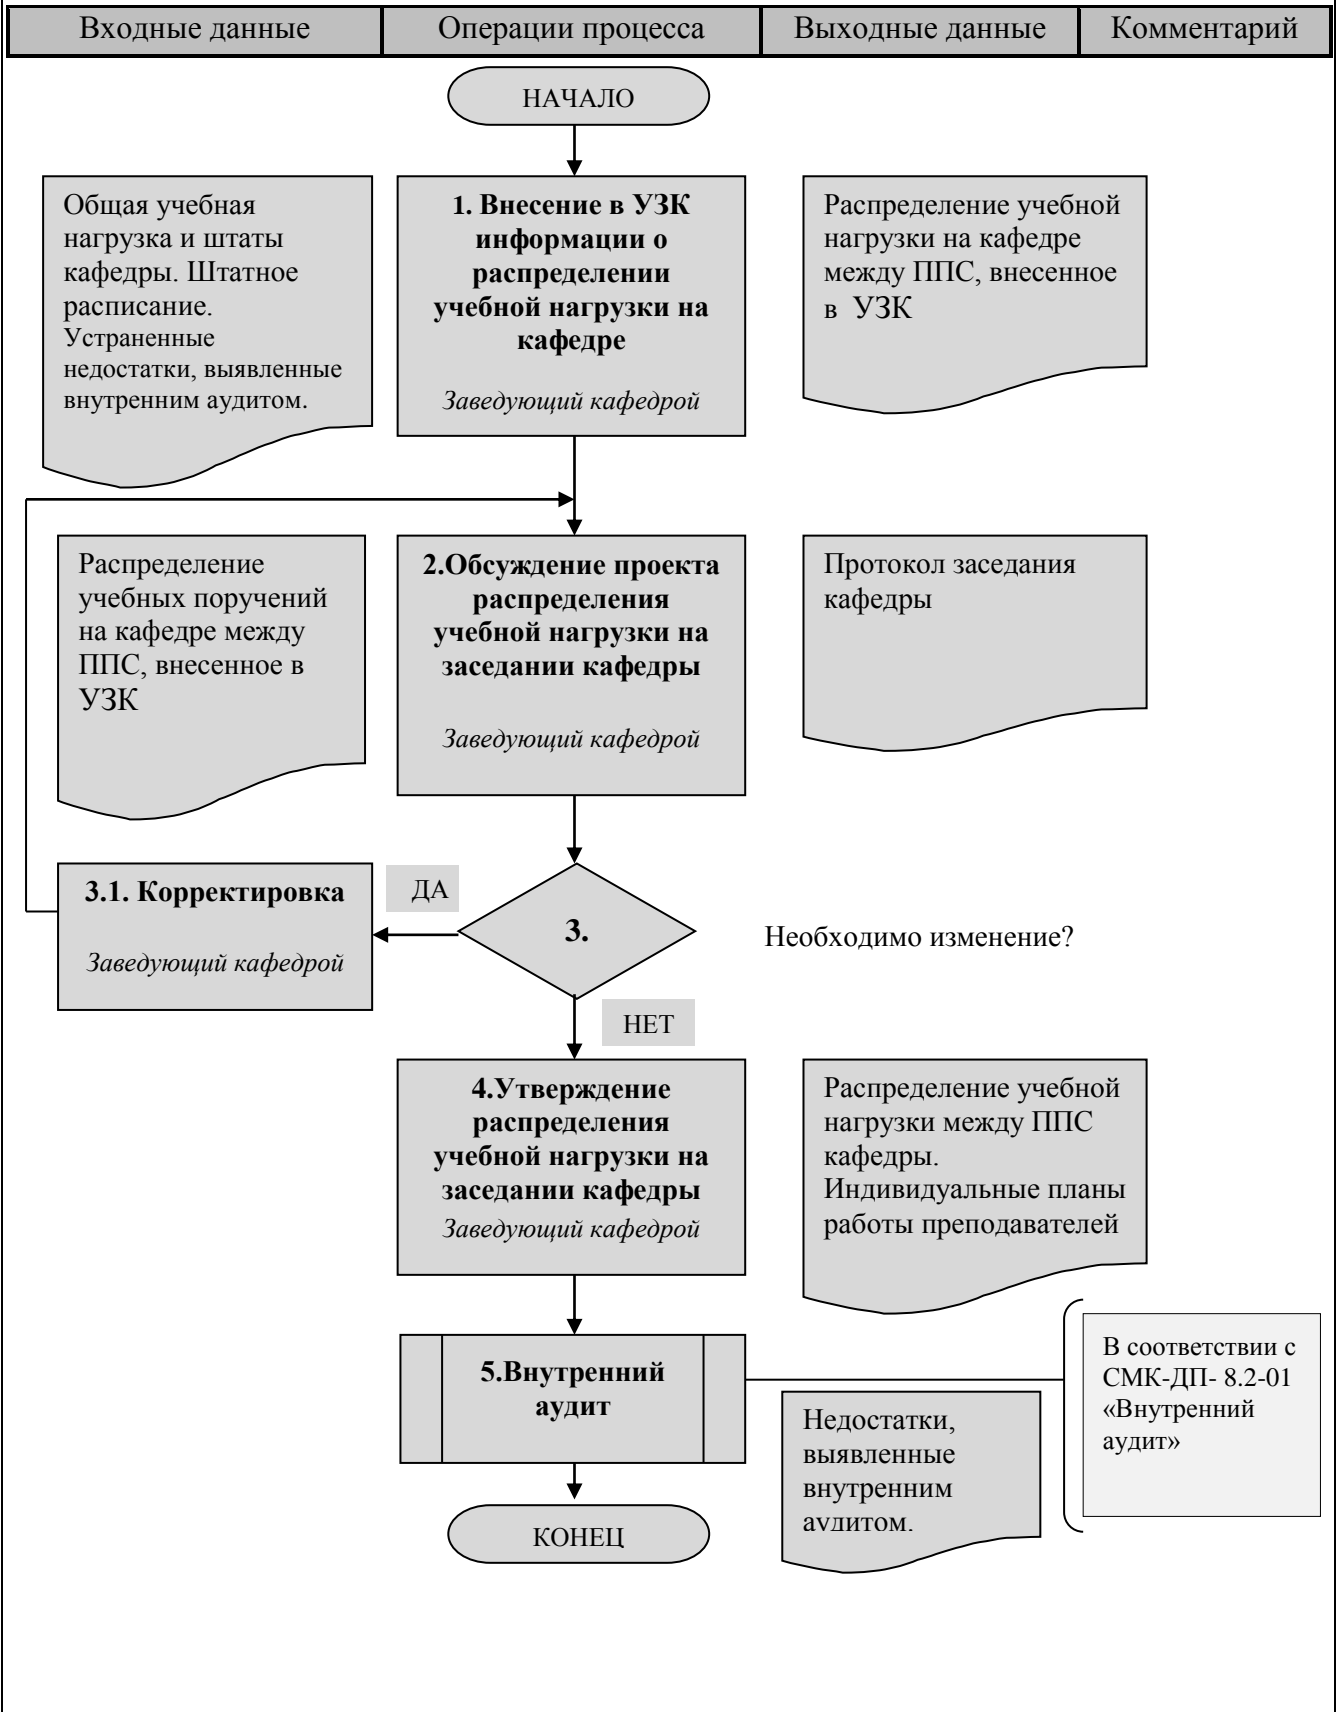 Входные данные
Операции процесса
Выходные данные
Комментарий
НАЧАЛО
Общая учебная
нагрузка и штаты
кафедры. Штатное
расписание.
Устраненные
недостатки, выявленные
внутренним аудитом.
1. Внесение в УЗК
информации о
распределении
учебной нагрузки на
кафедре
Заведующий кафедрой
Распределение учебной
нагрузки на кафедре
между ППС, внесенное
в УЗК
Распределение
учебных поручений
на кафедре между
ППС, внесенное в
УЗК
2.Обсуждение проекта
распределения
учебной нагрузки на
заседании кафедры
Заведующий кафедрой
Протокол заседания
кафедры
3.1. Корректировка
Заведующий кафедрой
ДА
3.
Необходимо изменение?
НЕТ
4.Утверждение
распределения
учебной нагрузки на
заседании кафедры
Заведующий кафедрой
Распределение учебной
нагрузки между ППС
кафедры.
Индивидуальные планы
работы преподавателей
5.Внутренний
аудит
Недостатки,
выявленные
внутренним
аудитом.
В соответствии с
СМК-ДП- 8.2-01
«Внутренний
аудит»
КОНЕЦ